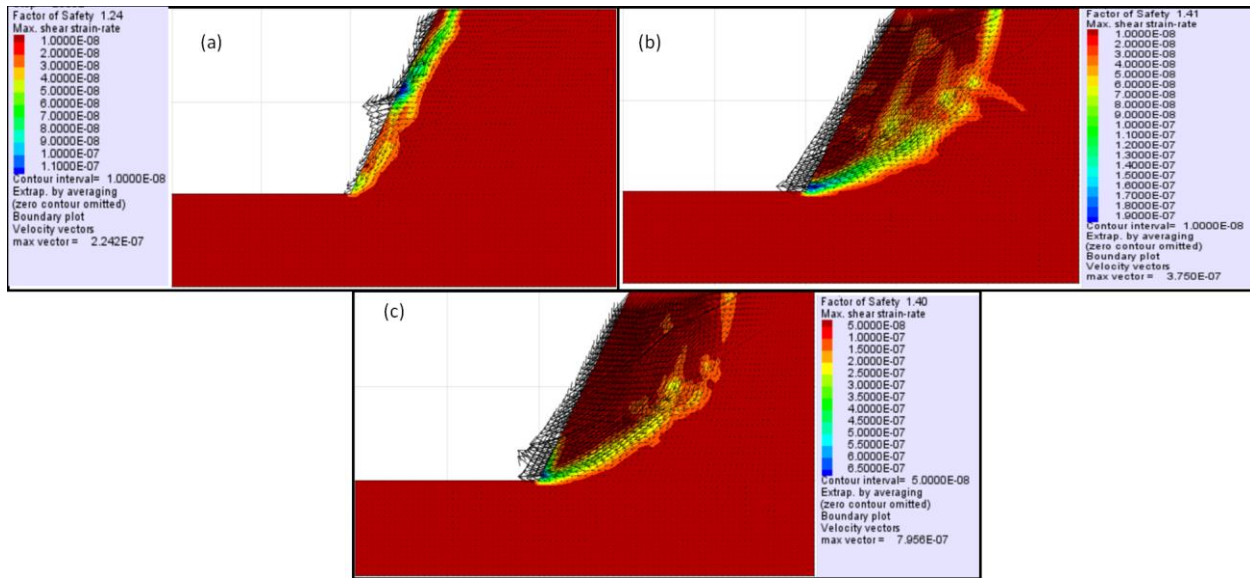 Factor of Safety 1.24
Max. shear strain-rate
1.0000E-08
2.0000E-08
3.0000E-08
4.0000E-08
5.0000E-08
6.0000E-08
7.0000E-08
8.0000E-08
9.0000E-08
1.0000E-07
1.1000E-07
Contour interval= 1.0000E-08
Extrap. by averaging
(zero contour omitted)
Boundary plot
Velocity vectors
max vector = 2.242E-07
(a)
(b)
Factor of Safety 1.41
Max. shear strain-rate
1.0000E-08
2.0000E-08
3.0000E-08
4.0000E-08
5.0000E-08
6.0000E-08
7.0000E-08
8.0000E-08
9.0000E-08
1.0000E-07
1.1000E-07
1.2000E-07
1.3000E-07
1.4000E-07
1.5000E-07
1.6000E-07
1.7000E-07
1.8000E-07
1.9000E-07
Contour interval= 1.0000E-08
Extrap. by averaging
(zero contour omitted)
Boundary plot
Velocity vectors
max vector = 3.750E-07
(c)
Factor of Safety 1.40
Max. shear strain-rate
5.0000E-08
1.0000E-07
1.5000E-07
2.0000E-07
2.5000E-07
3.0000E-07
3.5000E-07
4.0000E-07
4.5000E-07
5.0000E-07
5.5000E-07
6.0000E-07
6.5000E-07
Contour interval= 5.0000E-08
Extrap. by averaging
(zero contour omitted)
Boundary plot
Velocity vectors
max vector = 7.956E-07